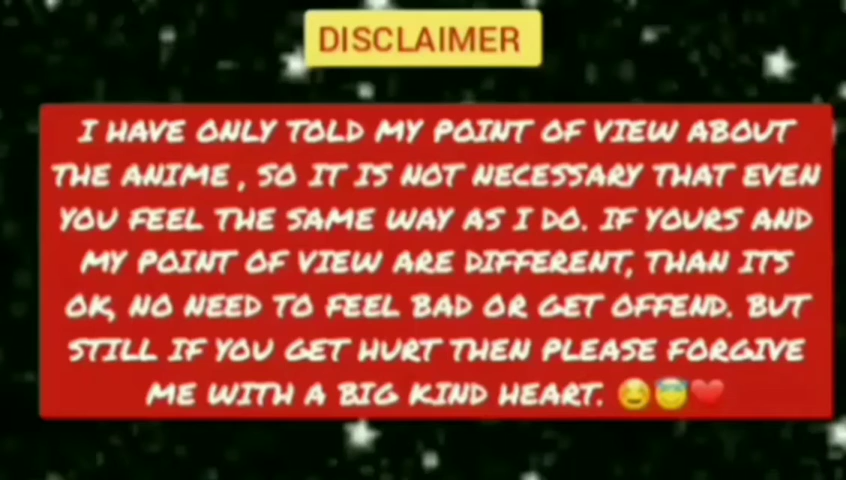 DISCLAIMER
I HAVE ONLY TOLD MY POINT OF VIEW ABOUT
THE ANIME , SO IT IS NOT NECESSARY THAT EVEN
YOU FEEL THE SAME WAY AS I DO. IF YOURS AND
MY POINT OF VIEW ARE DIFFERENT, THAN ITS
OK, NO NEED TO FEEL BAD OR GET OFFEND. BUT
STILL IF YOU GET HURT THEN PLEASE FORGIVE
ME WITH A BIG KIND HEART. 😊😇❤️